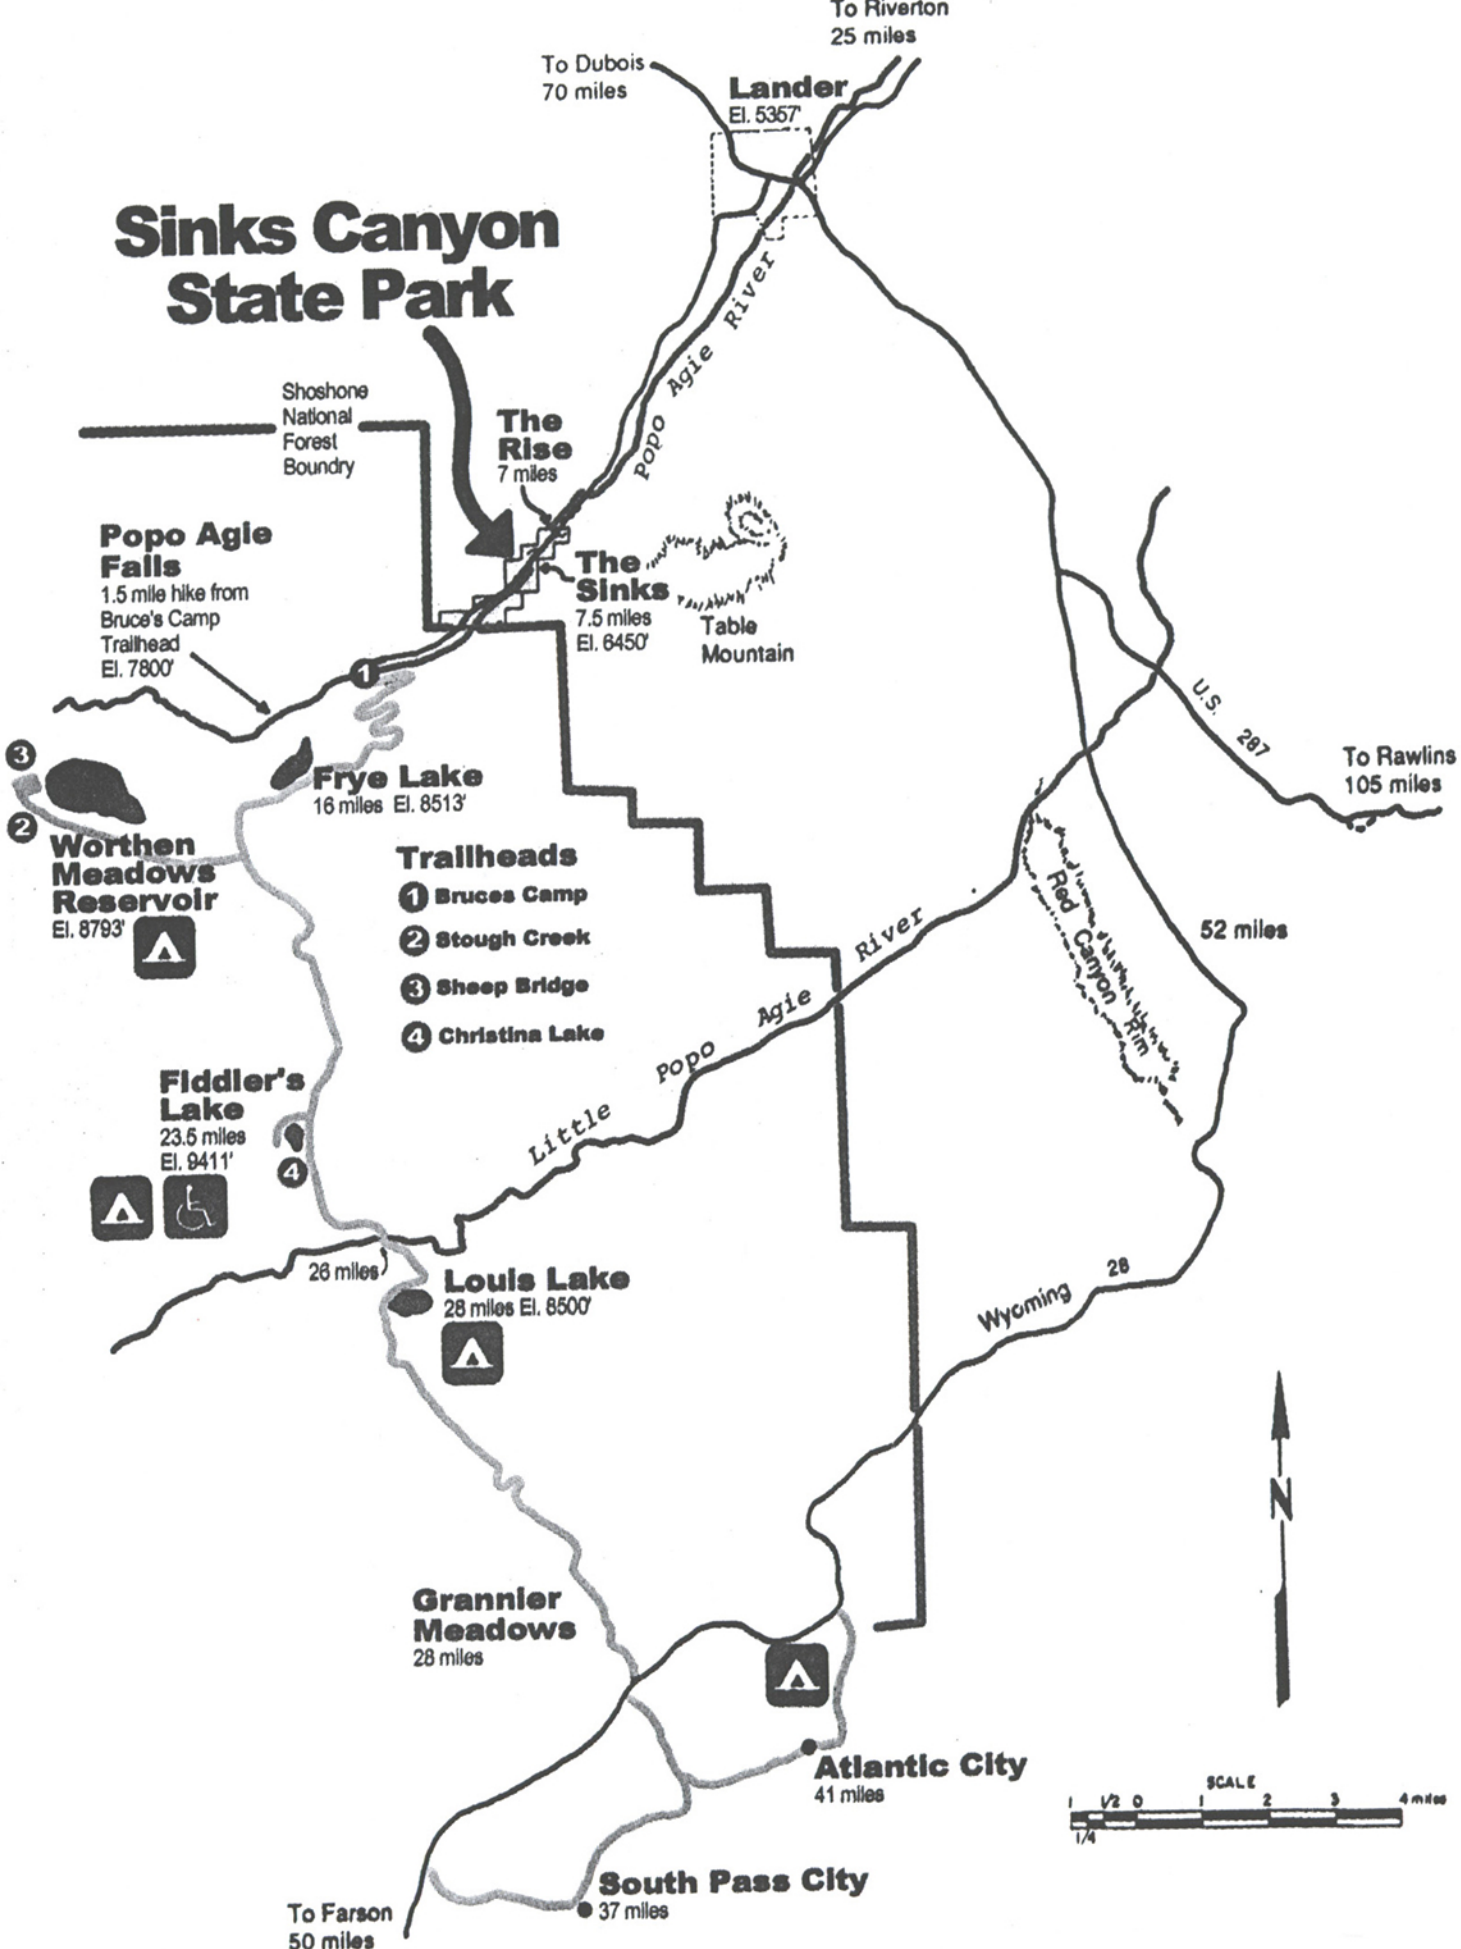 To Riverton
25 miles
To Dubois
70 miles
Lander
El. 5357'
Sinks Canyon
State Park
Popo Agie River
Shoshone
National
Forest
Boundry
The
Rise
7 miles
Popo Agie
Falls
1.5 mile hike from
Bruce's Camp
Trailhead
El. 7800'
The
Sinks
7.5 miles
El. 6450'
Table
Mountain
1
U.S. 287
To Rawlins
105 miles
3
2
Frye Lake
16 miles El. 8513'
Worthen
Meadows
Reservoir
El. 8793'
Trailheads
1 Bruces Camp
2 Stough Creek
3 Sheep Bridge
4 Christina Lake
Red Canyon Rim
52 miles
Little Popo Agie River
Fiddler's
Lake
23.5 miles
El. 9411'
4
26 miles
Louis Lake
28 miles El. 8500'
Wyoming 28
N
Grannier
Meadows
28 miles
Atlantic City
41 miles
SCALE
1 1/2 0 1 2 3 4 miles
1/4
South Pass City
37 miles
To Farson
50 miles